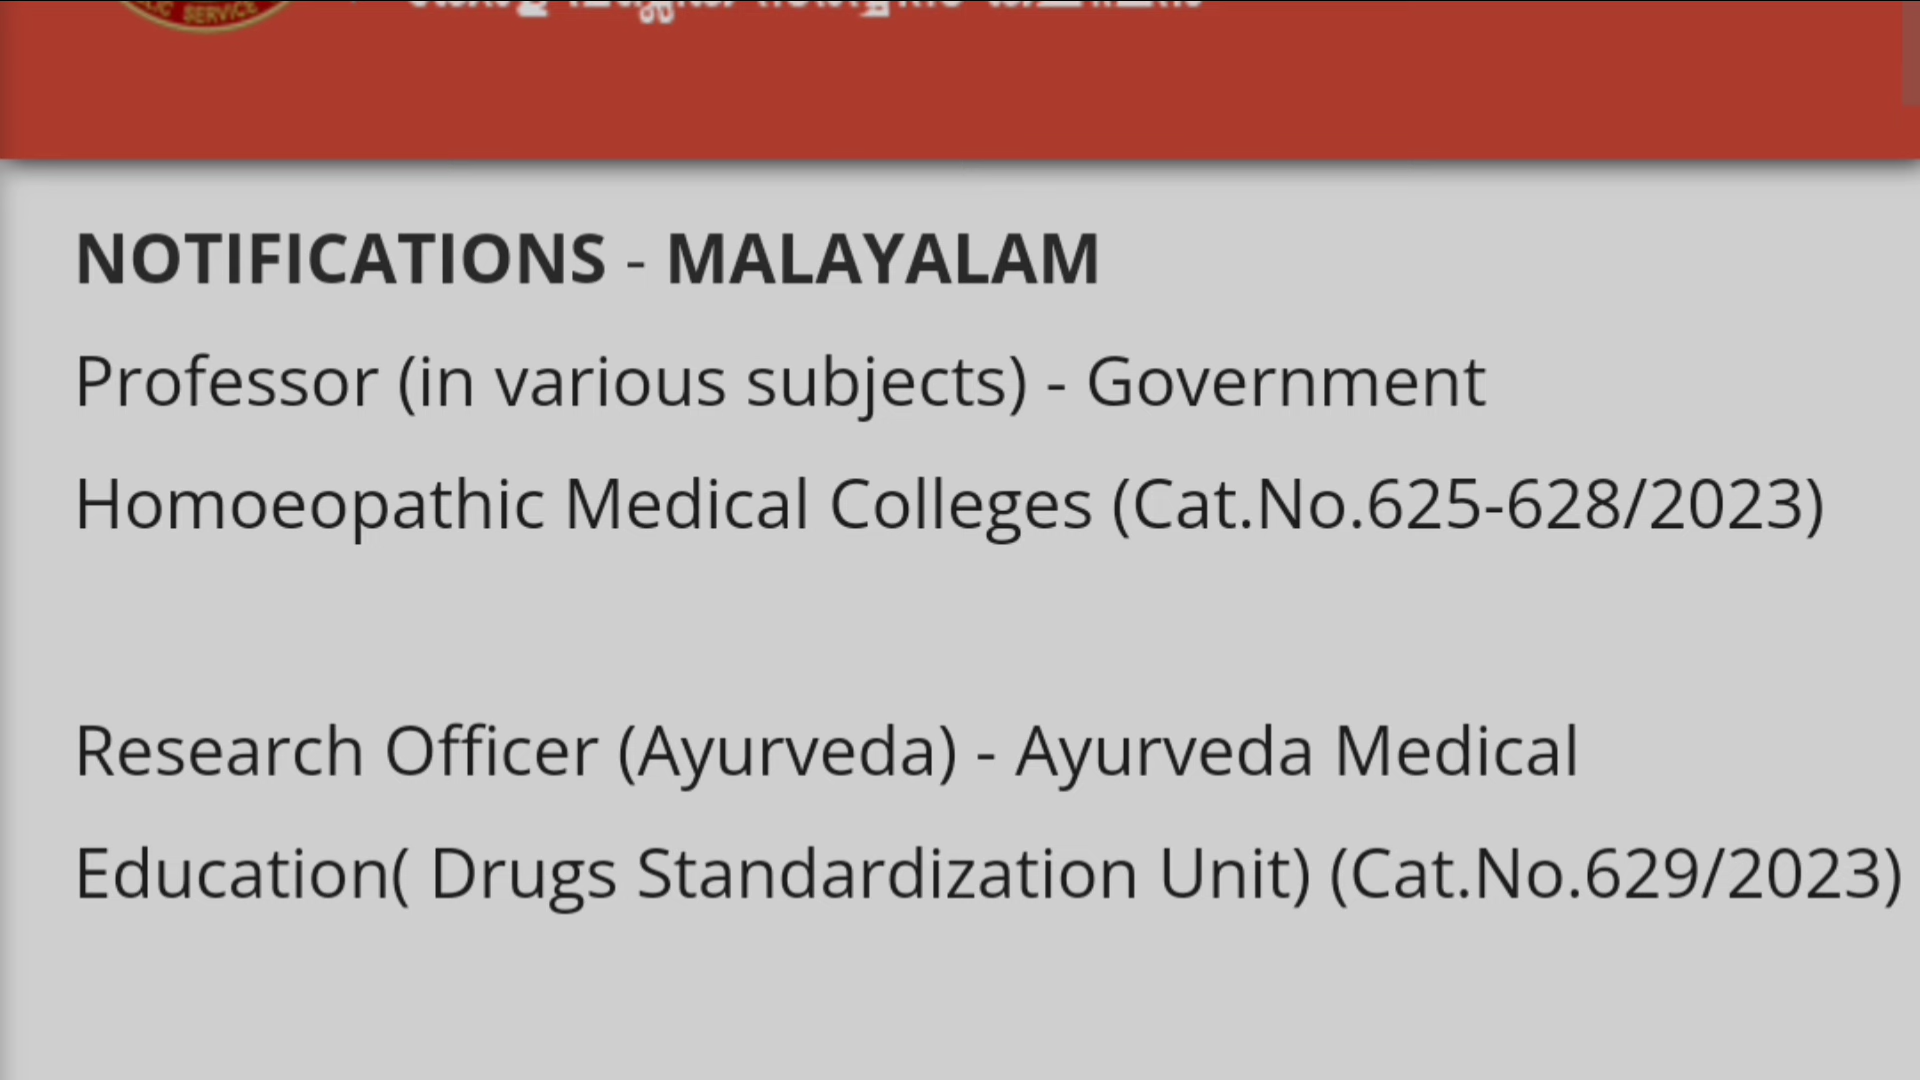 SERVICE
NOTIFICATIONS - MALAYALAM
Professor (in various subjects) - Government
Homoeopathic Medical Colleges (Cat.No.625-628/2023)
Research Officer (Ayurveda) - Ayurveda Medical
Education( Drugs Standardization Unit) (Cat.No.629/2023)